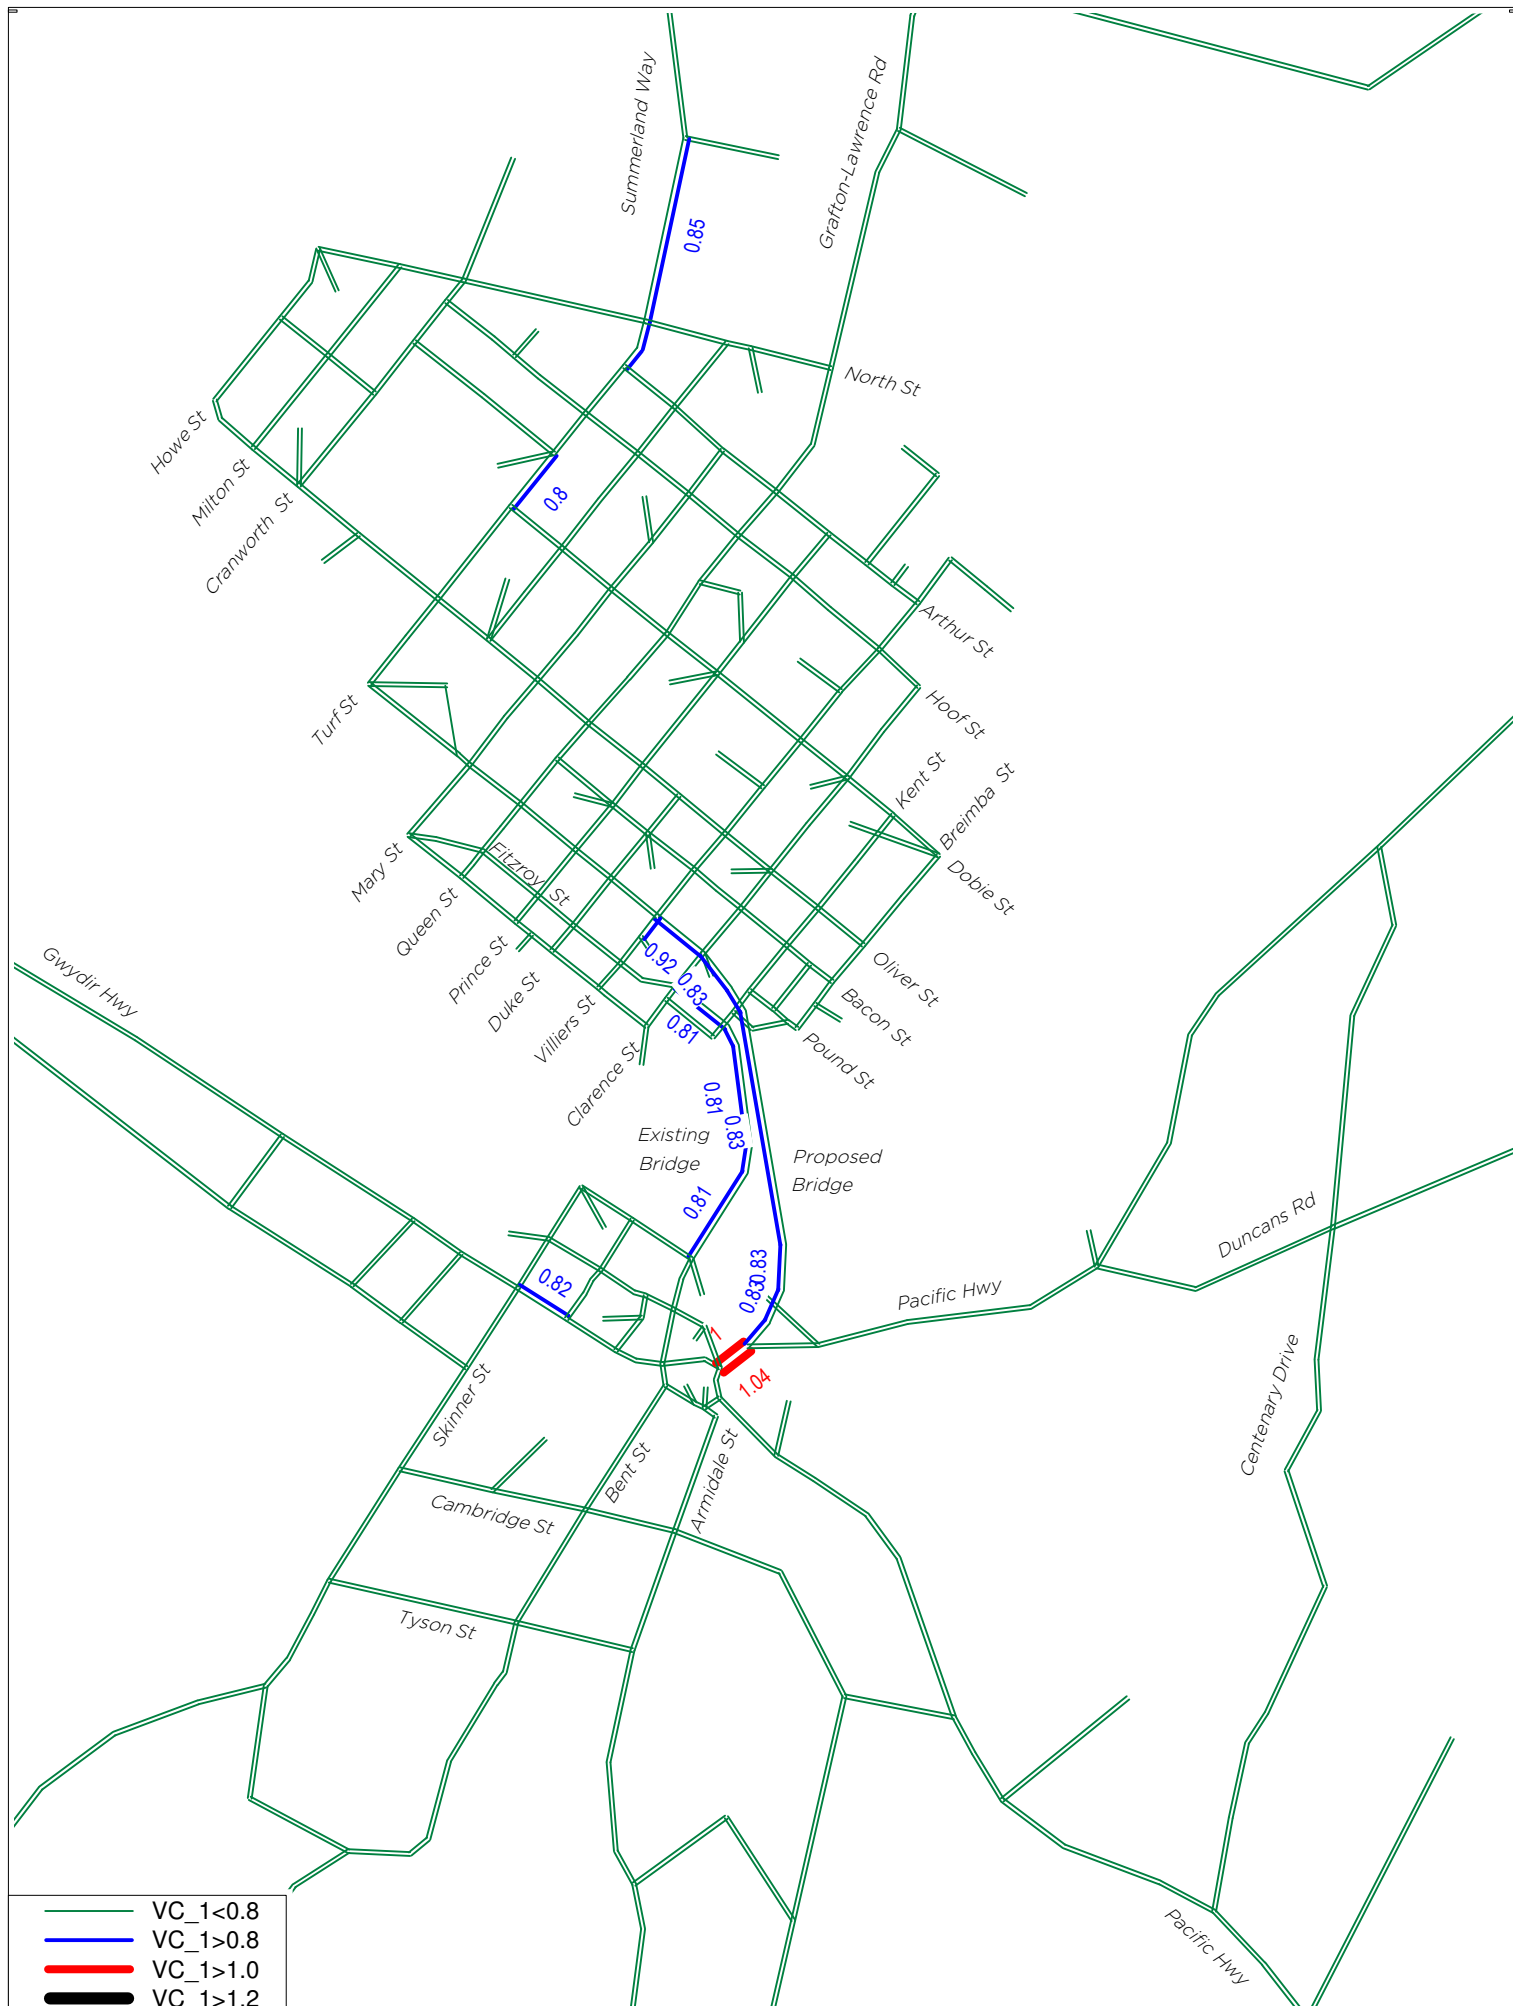 Summerland Way
Grafton-Lawrence Rd
0.85
North St
Howe St
Milton St
Cranworth St
0.8
Arthur St
Turf St
Hoof St
Kent St
Breimba St
Dobie St
Mary St
Fitzroy St
Queen St
Prince St
Duke St
Villiers St
Clarence St
0.92
0.83
0.81
Oliver St
Bacon St
Pound St
Gwydir Hwy
0.81
0.83
Existing
Bridge
Proposed
Bridge
0.81
0.82
0.83
0.83
Duncans Rd
Pacific Hwy
1
1.04
Centenary Drive
Skinner St
Bent St
Armidale St
Cambridge St
Tyson St
Pacific Hwy
VC_1<0.8
VC_1>0.8
VC_1>1.0
VC_1>1.2